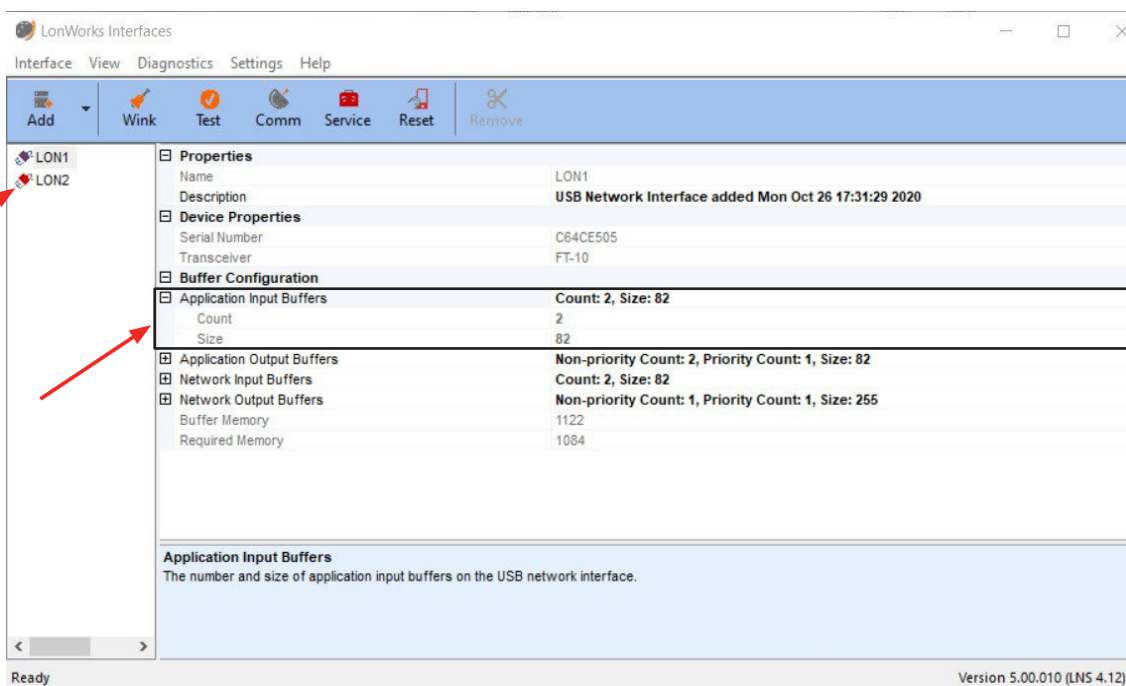 LonWorks Interfaces
Interface View Diagnostics Settings Help
Add Wink Test Comm Service Reset Remove
LON1
LON2
Properties
Name LON1
Description USB Network Interface added Mon Oct 26 17:31:29 2020
Device Properties
Serial Number C64CE505
Transceiver FT-10
Buffer Configuration
Application Input Buffers Count: 2, Size: 82
Count 2
Size 82
Application Output Buffers Non-priority Count: 2, Priority Count: 1, Size: 82
Network Input Buffers Count: 2, Size: 82
Network Output Buffers Non-priority Count: 1, Priority Count: 1, Size: 255
Buffer Memory 1122
Required Memory 1084
Application Input Buffers
The number and size of application input buffers on the USB network interface.
Ready Version 5.00.010 (LNS 4.12)